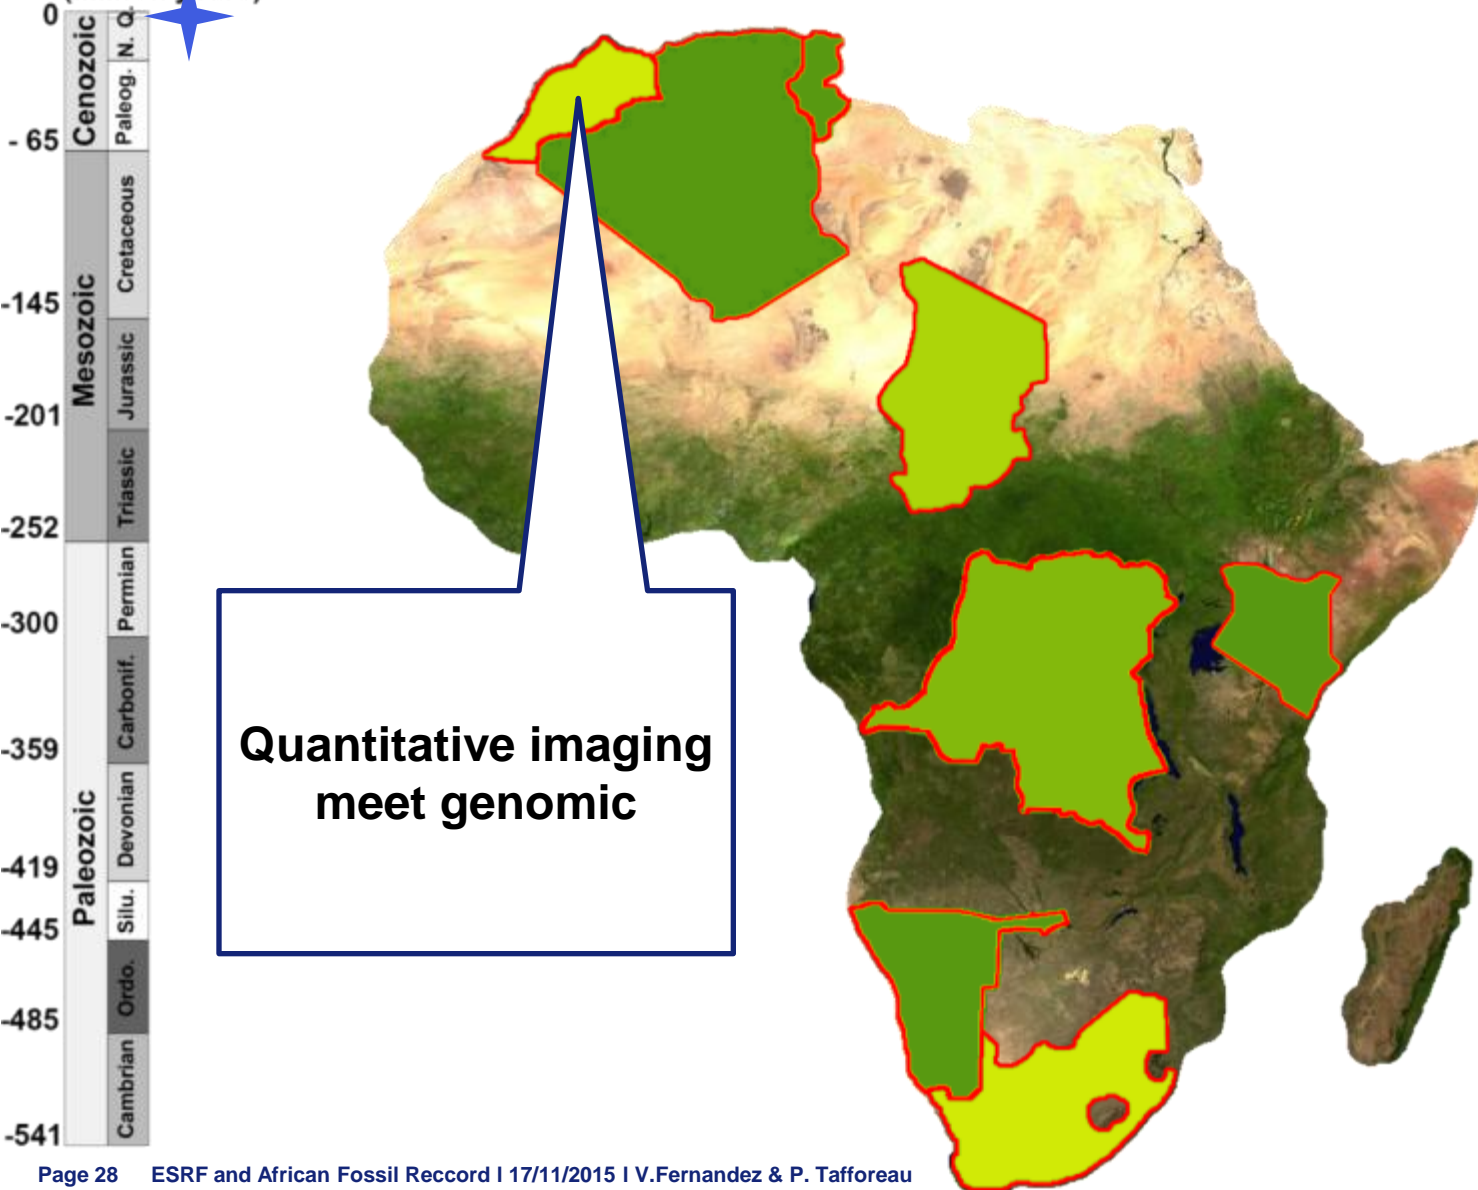 0
- 65
-145
-201
-252
-300
-359
-419
-445
-485
-541
Cenozoic
Mesozoic
Paleozoic
Q.
N.
Paleog.
Cretaceous
Jurassic
Triassic
Permian
Carbonif.
Devonian
Silu.
Ordo.
Cambrian
Quantitative imaging
meet genomic
Page 28 ESRF and African Fossil Reccord l 17/11/2015 l V.Fernandez & P. Tafforeau